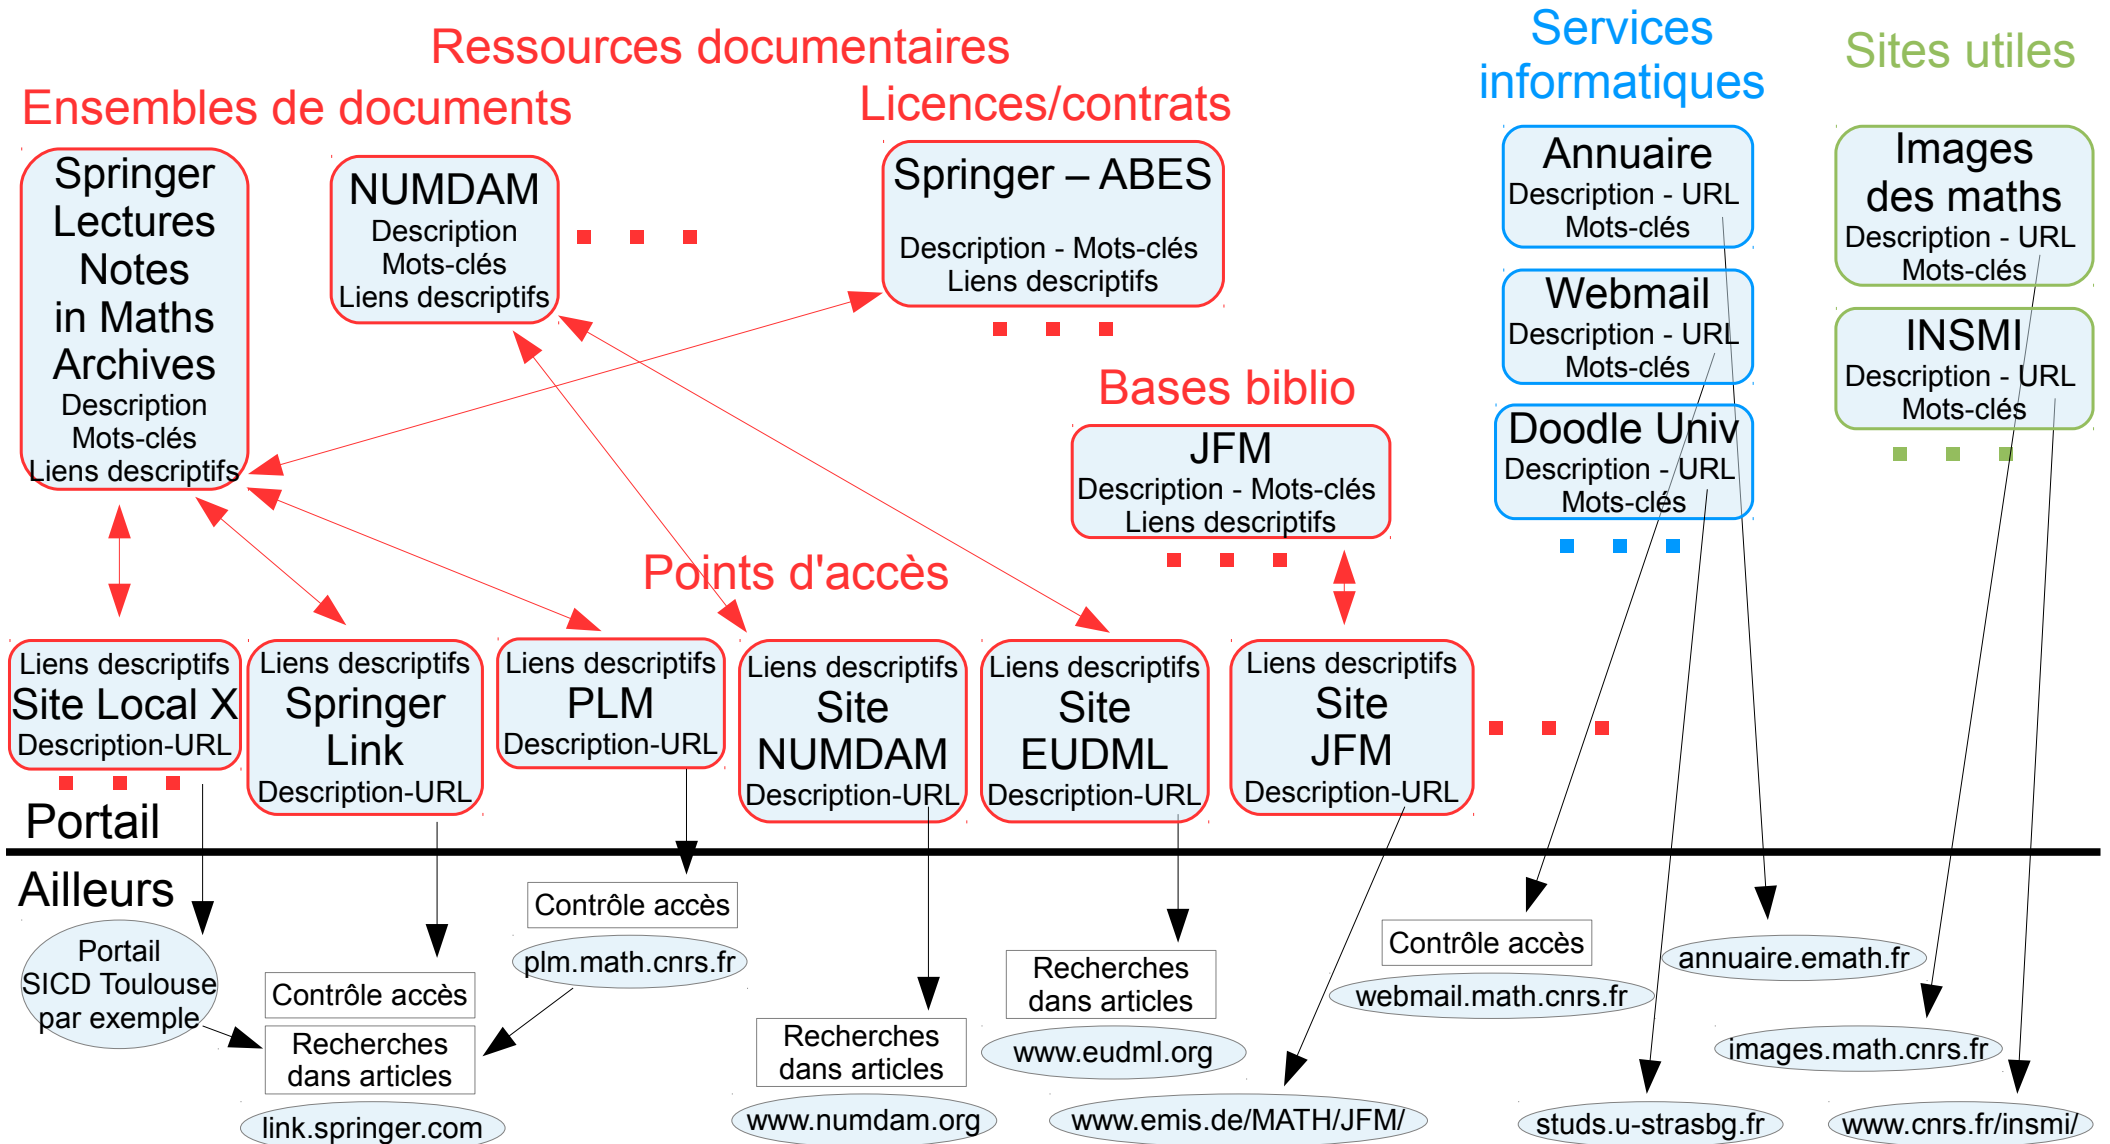 Ressources documentaires
Ensembles de documents
Licences/contrats
Services
informatiques
Sites utiles
Springer
Lectures
Notes
in Maths
Archives
Description
Mots-clés
Liens descriptifs
NUMDAM
Description
Mots-clés
Liens descriptifs
Springer – ABES
Description - Mots-clés
Liens descriptifs
Annuaire
Description - URL
Mots-clés
Webmail
Description - URL
Mots-clés
Doodle Univ
Description - URL
Mots-clés
Images
des maths
Description - URL
Mots-clés
INSMI
Description - URL
Mots-clés
Bases biblio
JFM
Description - Mots-clés
Liens descriptifs
Points d'accès
Liens descriptifs
Site Local X
Description-URL
Liens descriptifs
Springer
Link
Description-URL
Liens descriptifs
PLM
Description-URL
Liens descriptifs
Site
NUMDAM
Description-URL
Liens descriptifs
Site
EUDML
Description-URL
Liens descriptifs
Site
JFM
Description-URL
Portail
Ailleurs
Portail
SICD Toulouse
par exemple
Contrôle accès
Recherches
dans articles
link.springer.com
Contrôle accès
plm.math.cnrs.fr
Recherches
dans articles
www.numdam.org
Recherches
dans articles
www.eudml.org
www.emis.de/MATH/JFM/
Contrôle accès
webmail.math.cnrs.fr
annuaire.emath.fr
images.math.cnrs.fr
studs.u-strasbg.fr
www.cnrs.fr/insmi/